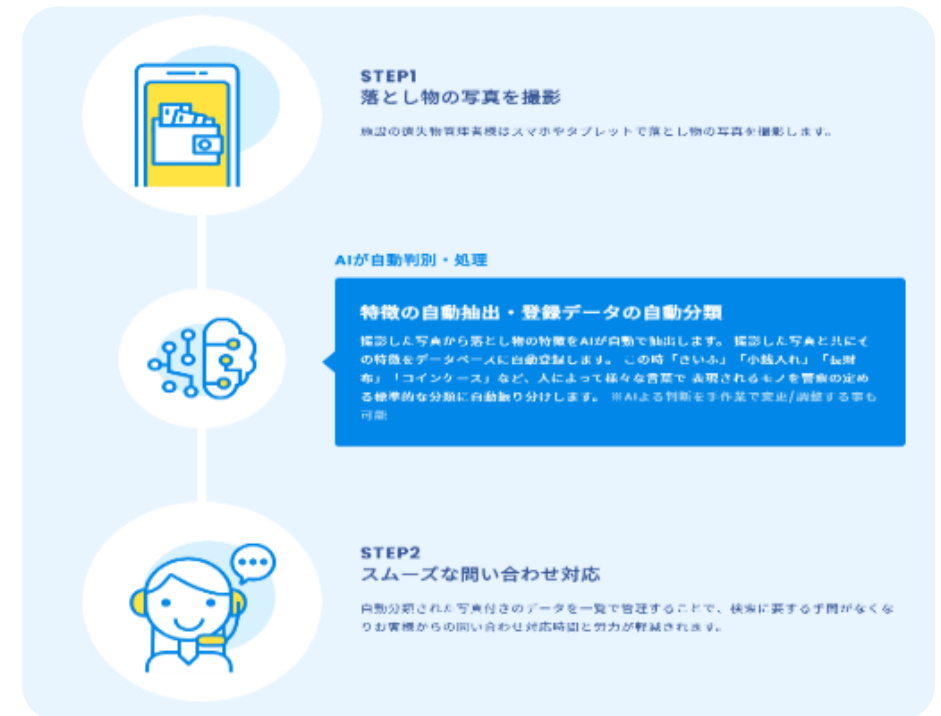 STEP1
落とし物の写真を撮影
施設の遺失物管理者様はスマホやタブレットで落とし物の写真を撮影します。
AIが自動判別・処理
特徴の自動抽出・登録データの自動分類
撮影した写真から落とし物の特徴をAIが自動で抽出します。 撮影した写真と共にそ
の特徴をデータベースに自動登録します。 この時「さいふ」「小銭入れ」「長財
布」「コインケース」など、人によって様々な言葉で 表現されるモノを警察の定め
る標準的な分類に自動振り分けします。 ※AIよる判断を手作業で変更/調整する事も
可能
STEP2
スムーズな問い合わせ対応
自動分類された写真付きのデータを一覧で管理することで、検索に要する手間がなくな
りお客様からの問い合わせ対応時間と労力が軽減されます。